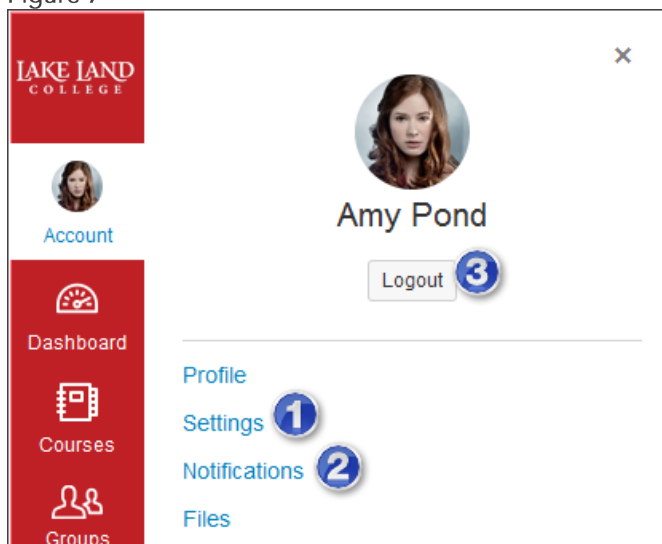 Figure 7
LAKE LAND
COLLEGE
Account
Dashboard
Courses
Groups
×
Amy Pond
Logout 3
Profile
Settings 1
Notifications 2
Files